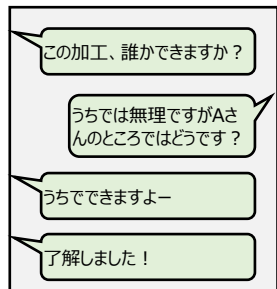 この加工、誰かできますか？
うちでは無理ですがAさ
んのところではどうです？
うちでできますよー
了解しました！